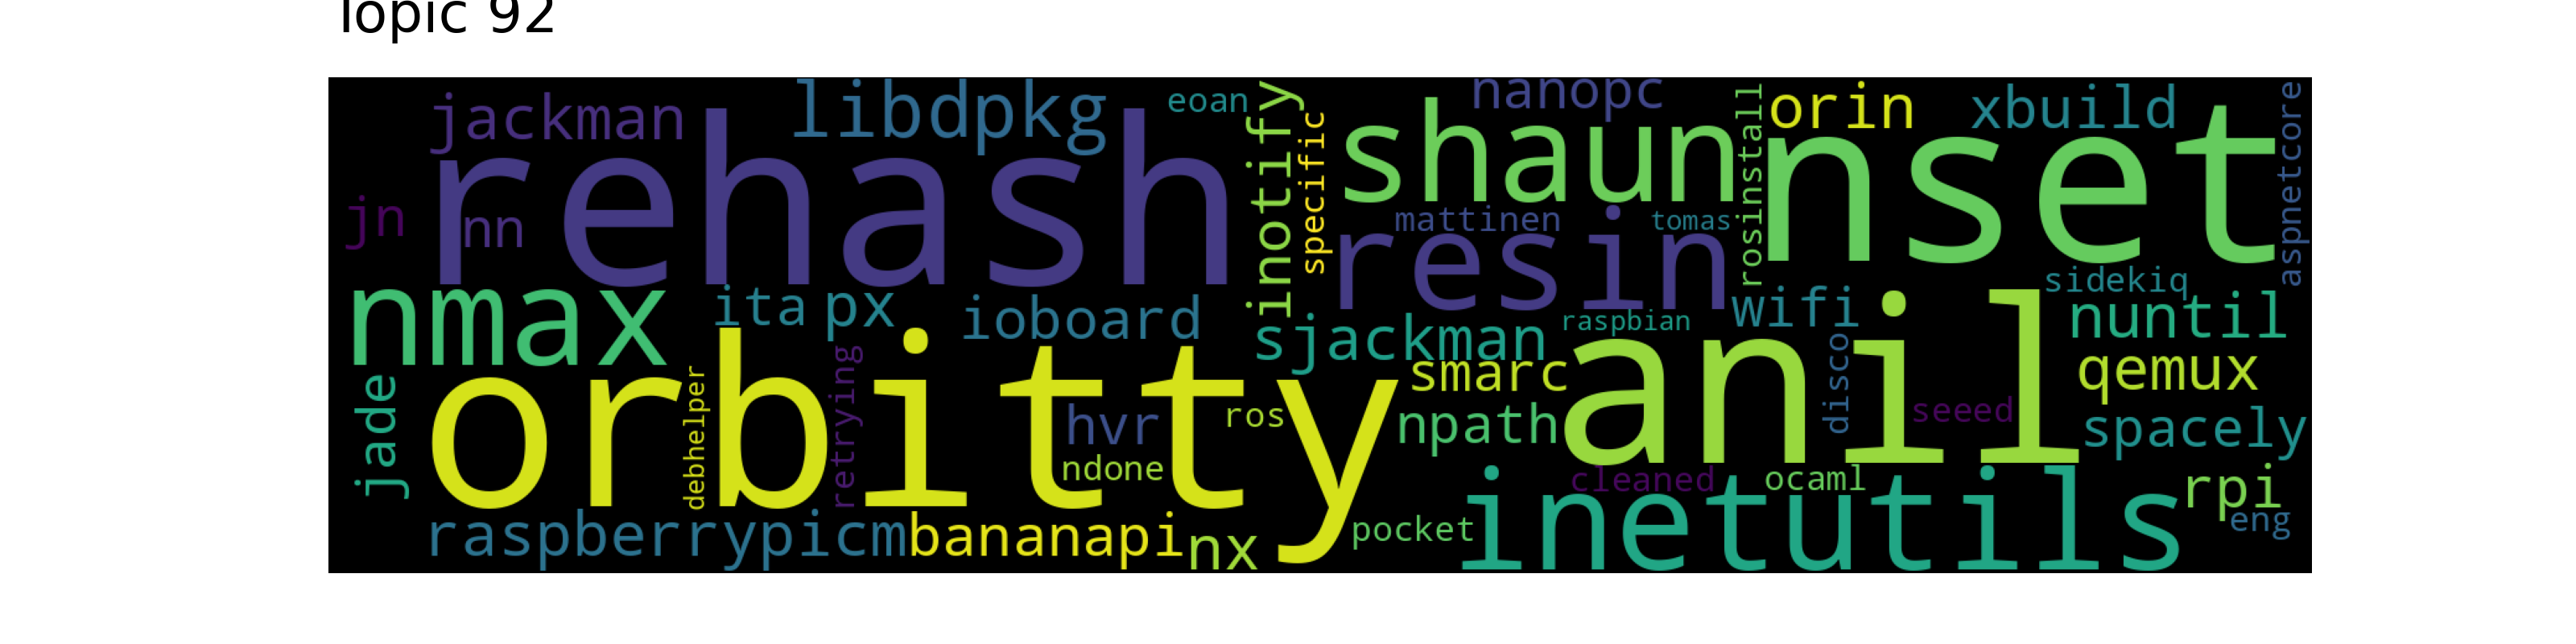 Topic 92
jackman
libdpkg
eoan
inotify
specific
nanopc
shaun
rosinstall
orin
xbuild
aspnetcore
rehash
jn
nn
mattinen
tomas
resin
nset
nmax
ita
px
ioboard
sjackman
raspbian
wifi
sidekiq
nuntil
jade
orbitty
debhelper
retrying
hvr
ndone
ros
smarc
npath
anil
disco
seeed
qemux
spacely
raspberrypicm
bananapi
nx
pocket
cleaned
ocaml
inetutils
rpi
eng